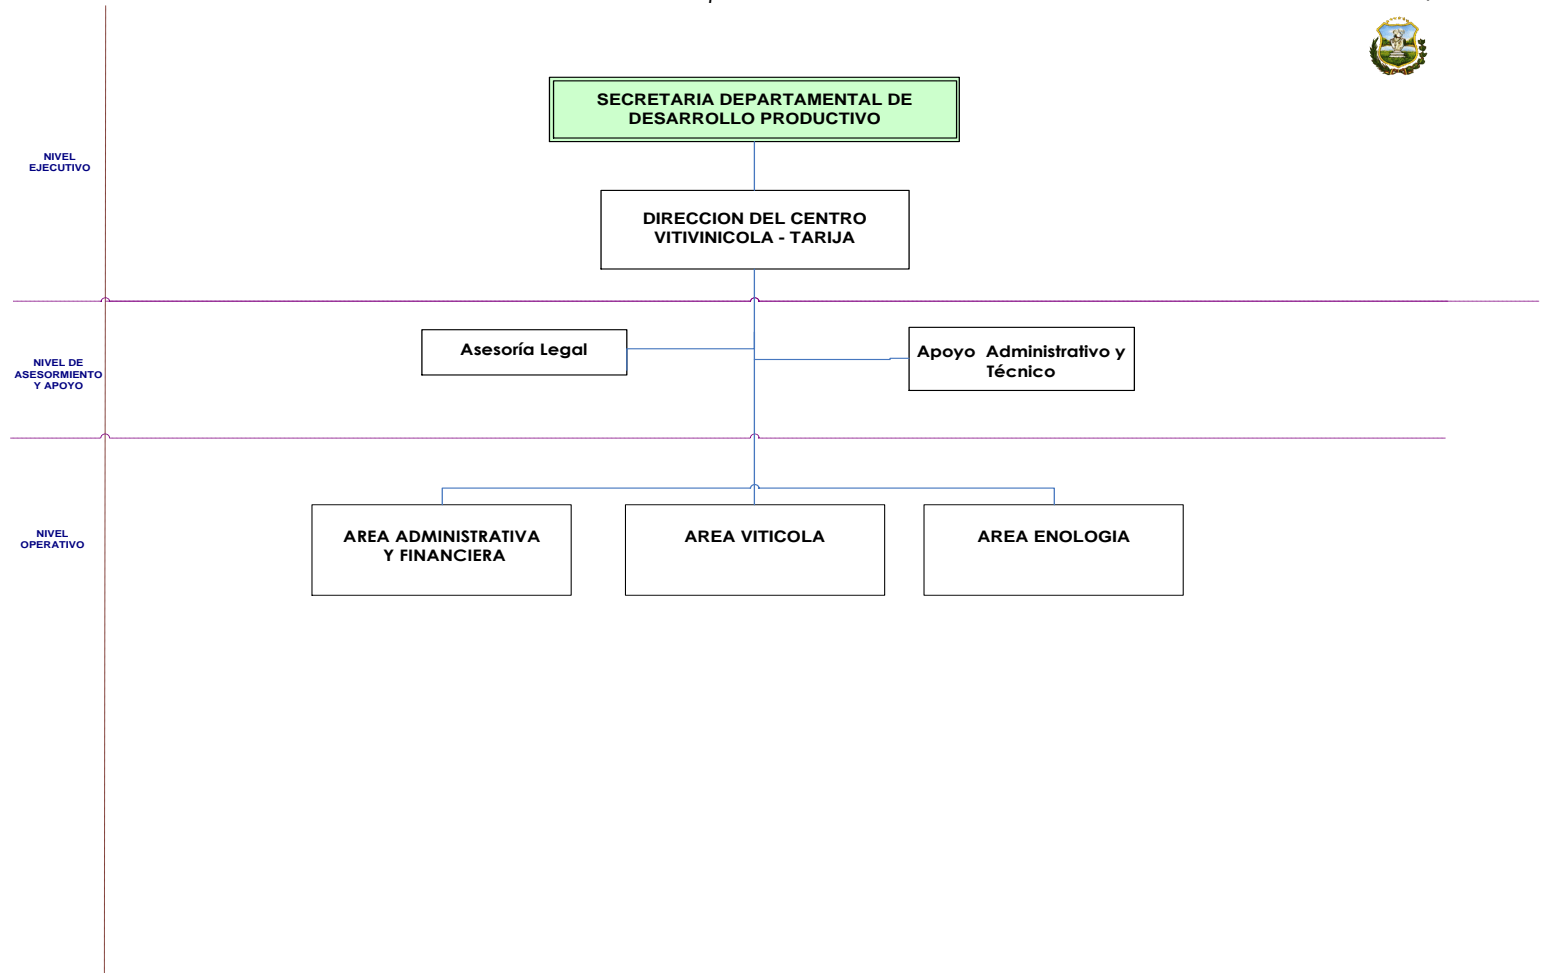 SECRETARIA DEPARTAMENTAL DE
DESARROLLO PRODUCTIVO
NIVEL
EJECUTIVO
DIRECCION DEL CENTRO
VITIVINICOLA - TARIJA
NIVEL DE
ASESORMIENTO
Y APOYO
Asesoría Legal
Apoyo Administrativo y
Técnico
NIVEL
OPERATIVO
AREA ADMINISTRATIVA
Y FINANCIERA
AREA VITICOLA
AREA ENOLOGIA